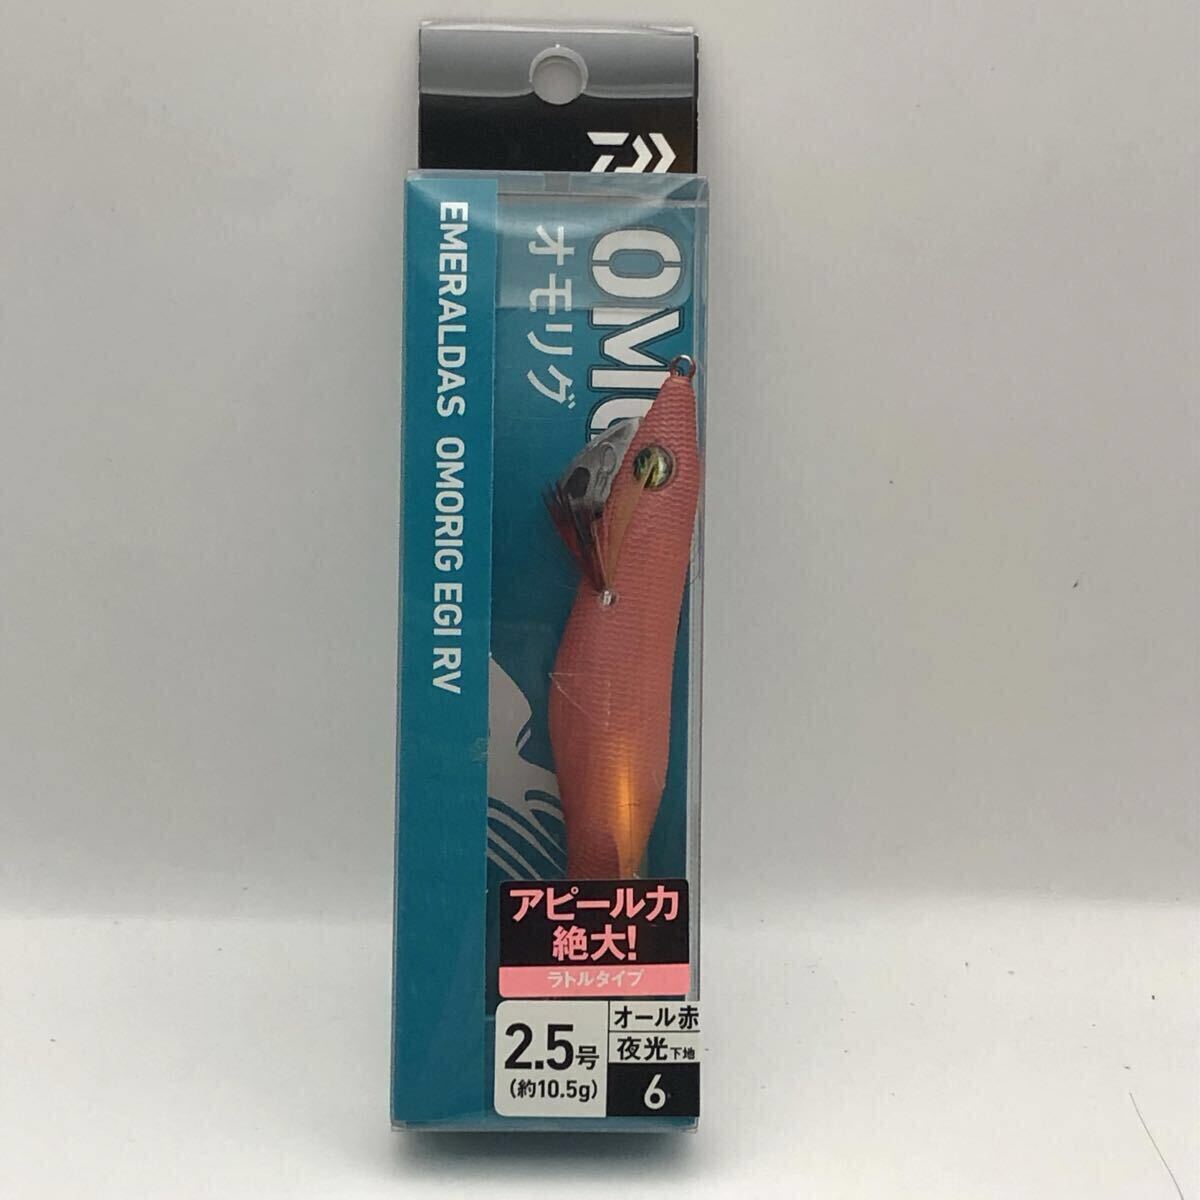 OMO
オモリグ
EMERALDAS OMORIG EGI RV
アピール力
絶大!
ラトルタイプ
2.5号
(約10.5g)
オール赤
夜光下地
6